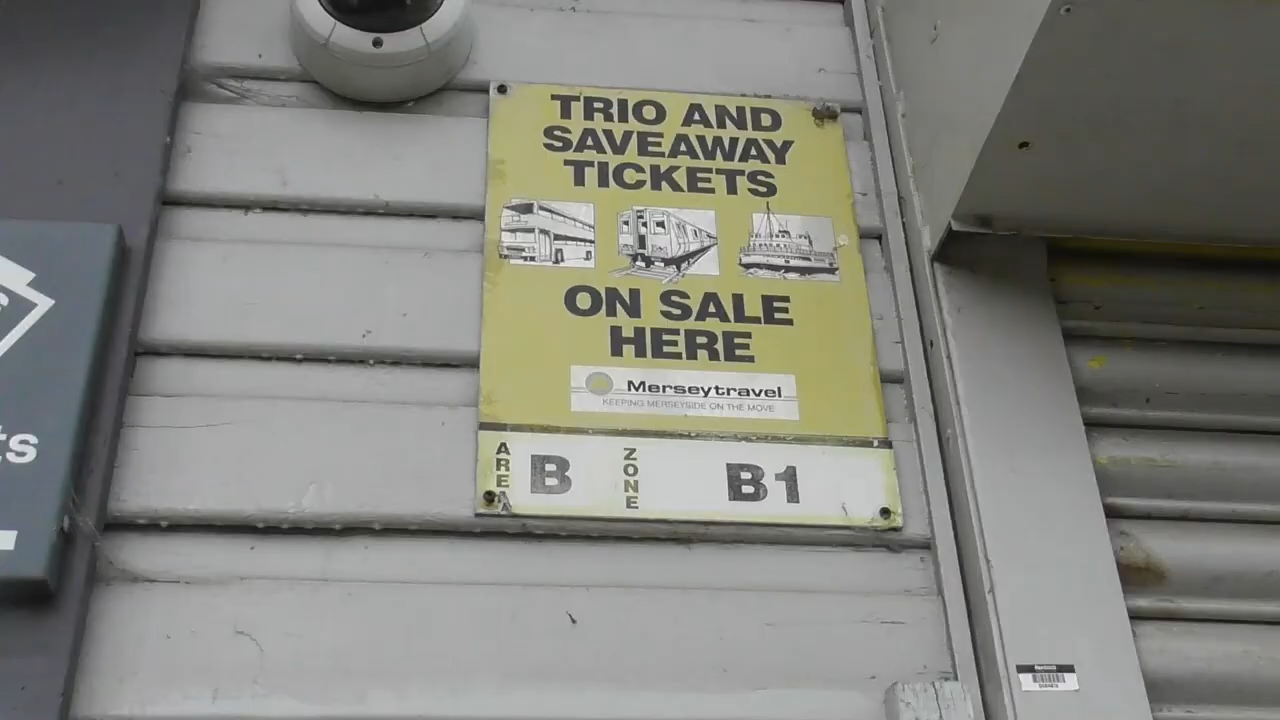 TRIO AND
SAVEAWAY
TICKETS
ON SALE
HERE
Merseytravel
KEEPING MERSEYSIDE ON THE MOVE
AREA B ZONE B1
ts